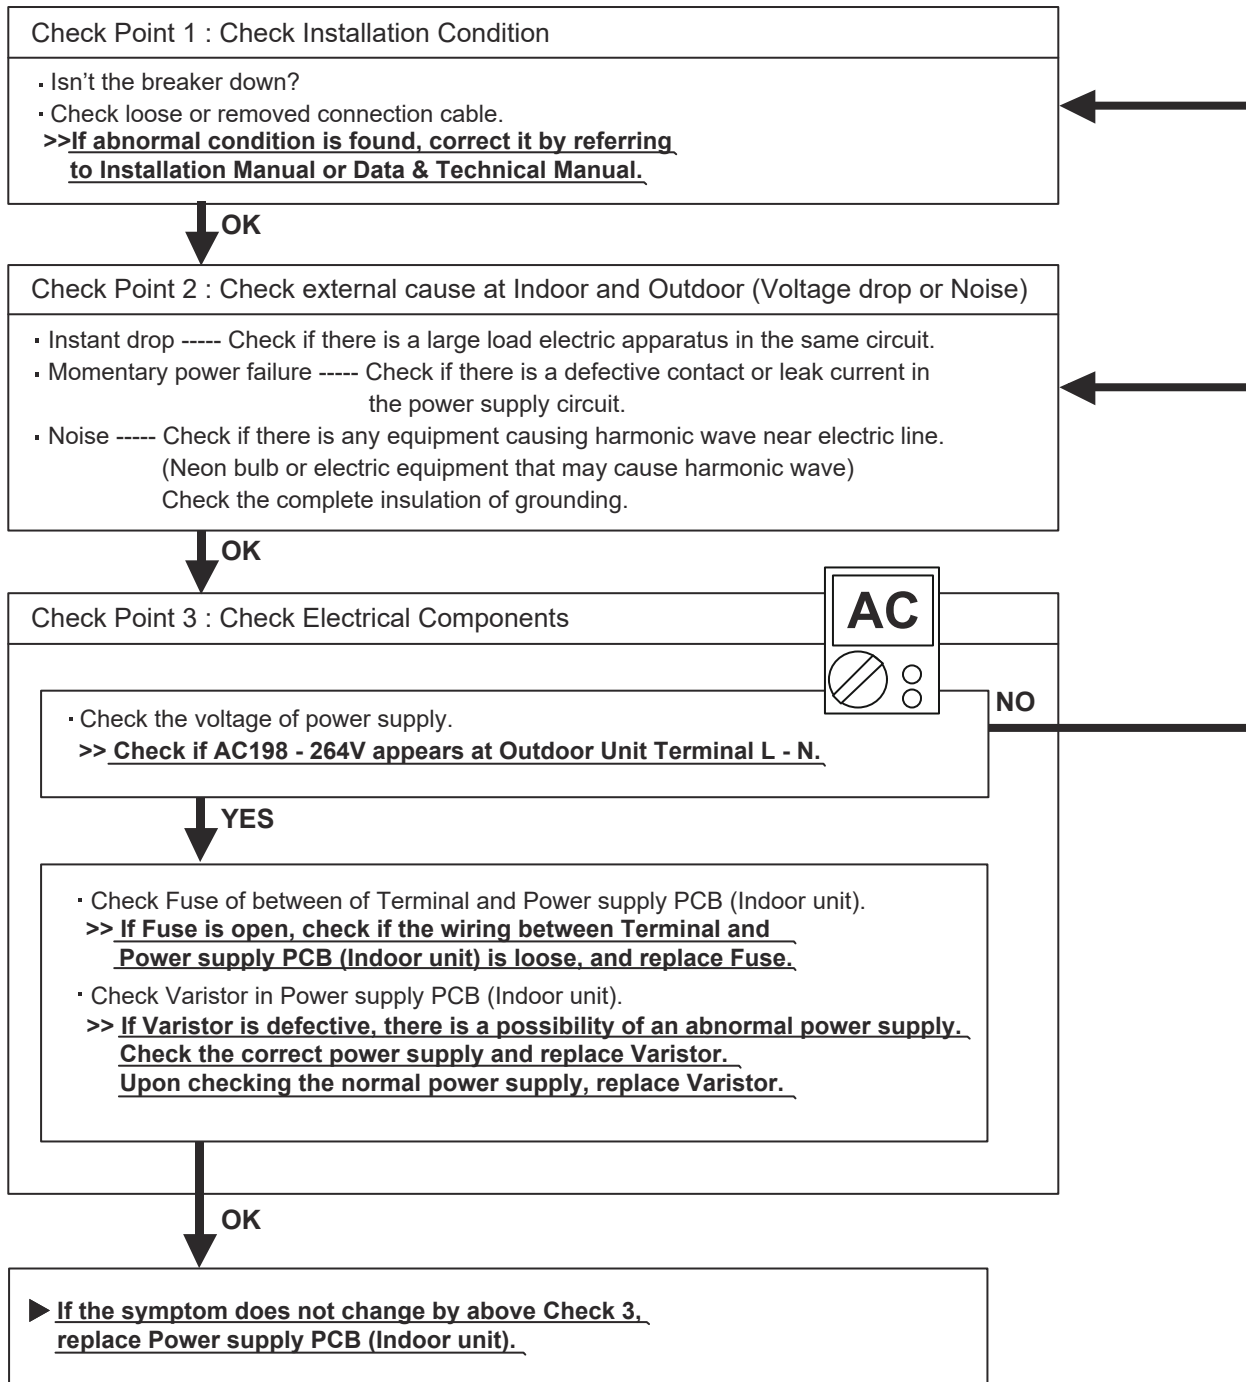 Check Point 1 : Check Installation Condition
· Isn’t the breaker down?
· Check loose or removed connection cable.
>>If abnormal condition is found, correct it by referring
to Installation Manual or Data & Technical Manual.
OK
Check Point 2 : Check external cause at Indoor and Outdoor (Voltage drop or Noise)
· Instant drop ----- Check if there is a large load electric apparatus in the same circuit.
· Momentary power failure ----- Check if there is a defective contact or leak current in
the power supply circuit.
· Noise ----- Check if there is any equipment causing harmonic wave near electric line.
(Neon bulb or electric equipment that may cause harmonic wave)
Check the complete insulation of grounding.
OK
Check Point 3 : Check Electrical Components
AC
· Check the voltage of power supply.
>> Check if AC198 - 264V appears at Outdoor Unit Terminal L - N.
NO
YES
· Check Fuse of between of Terminal and Power supply PCB (Indoor unit).
>> If Fuse is open, check if the wiring between Terminal and
Power supply PCB (Indoor unit) is loose, and replace Fuse.
· Check Varistor in Power supply PCB (Indoor unit).
>> If Varistor is defective, there is a possibility of an abnormal power supply.
Check the correct power supply and replace Varistor.
Upon checking the normal power supply, replace Varistor.
OK
▶ If the symptom does not change by above Check 3,
replace Power supply PCB (Indoor unit).